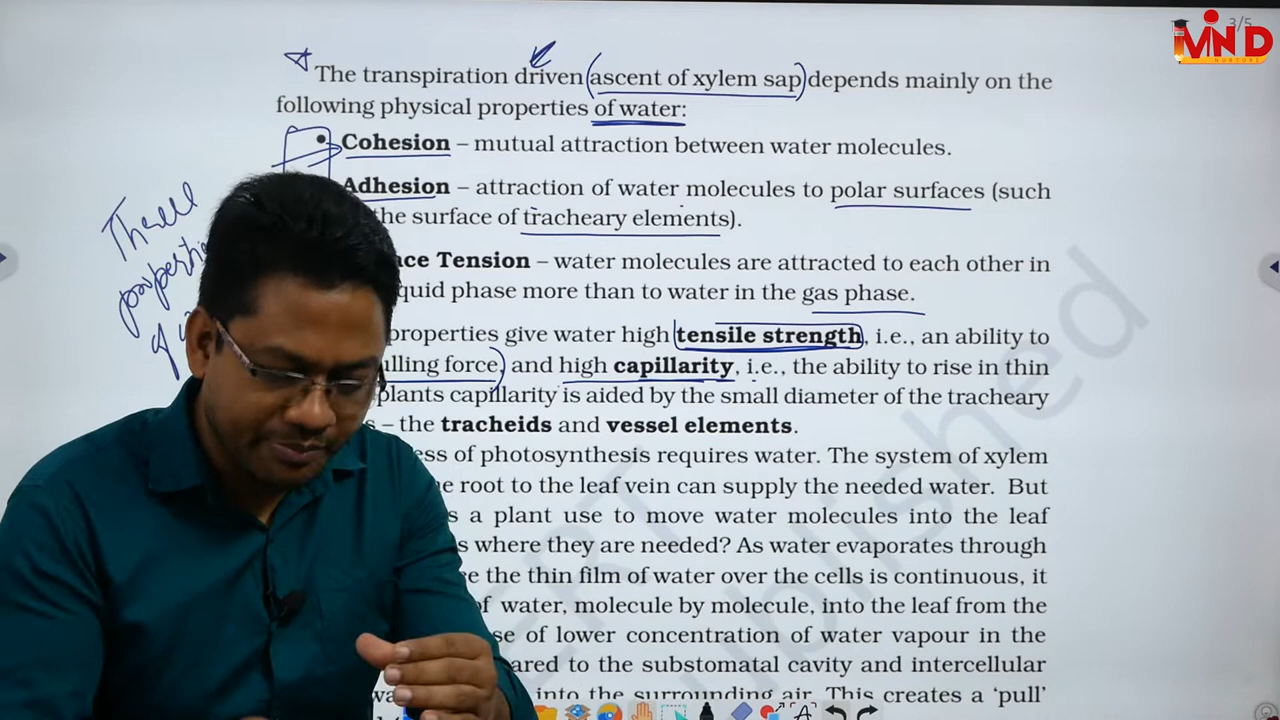 MIND
NURTURE
3/5
The transpiration driven ascent of xylem sap depends mainly on the
following physical properties of water:
Cohesion – mutual attraction between water molecules.
Adhesion – attraction of water molecules to polar surfaces (such
the surface of tracheary elements).
Tension – water molecules are attracted to each other in
phase more than to water in the gas phase.
properties give water high tensile strength, i.e., an ability to
force, and high capillarity, i.e., the ability to rise in thin
plants capillarity is aided by the small diameter of the tracheary
– the tracheids and vessel elements.
of photosynthesis requires water. The system of xylem
root to the leaf vein can supply the needed water. But
a plant use to move water molecules into the leaf
where they are needed? As water evaporates through
the thin film of water over the cells is continuous, it
of water, molecule by molecule, into the leaf from the
of lower concentration of water vapour in the
to the substomatal cavity and intercellular
into the surrounding air. This creates a ‘pull’